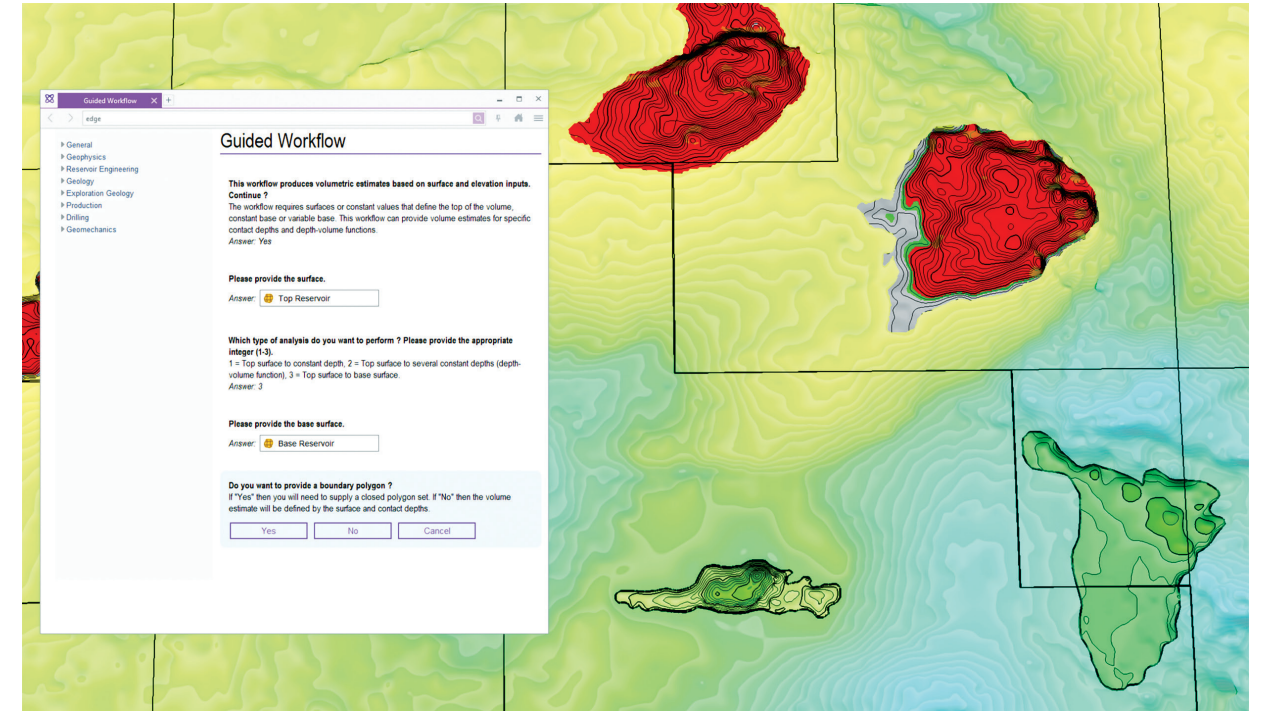 Guided Workflow
edge
General
Geophysics
Reservoir Engineering
Geology
Exploration Geology
Production
Drilling
Geomechanics
Guided Workflow
This workflow produces volumetric estimates based on surface and elevation inputs.
Continue ?
The workflow requires surfaces or constant values that define the top of the volume,
constant base or variable base. This workflow can provide volume estimates for specific
contact depths and depth-volume functions.
Answer: Yes
Please provide the surface.
Answer: Top Reservoir
Which type of analysis do you want to perform ? Please provide the appropriate
integer (1-3).
1 = Top surface to constant depth, 2 = Top surface to several constant depths (depth-
volume function), 3 = Top surface to base surface.
Answer: 3
Please provide the base surface.
Answer: Base Reservoir
Do you want to provide a boundary polygon ?
If "Yes" then you will need to supply a closed polygon set. If "No" then the volume
estimate will be defined by the surface and contact depths.
Yes No Cancel